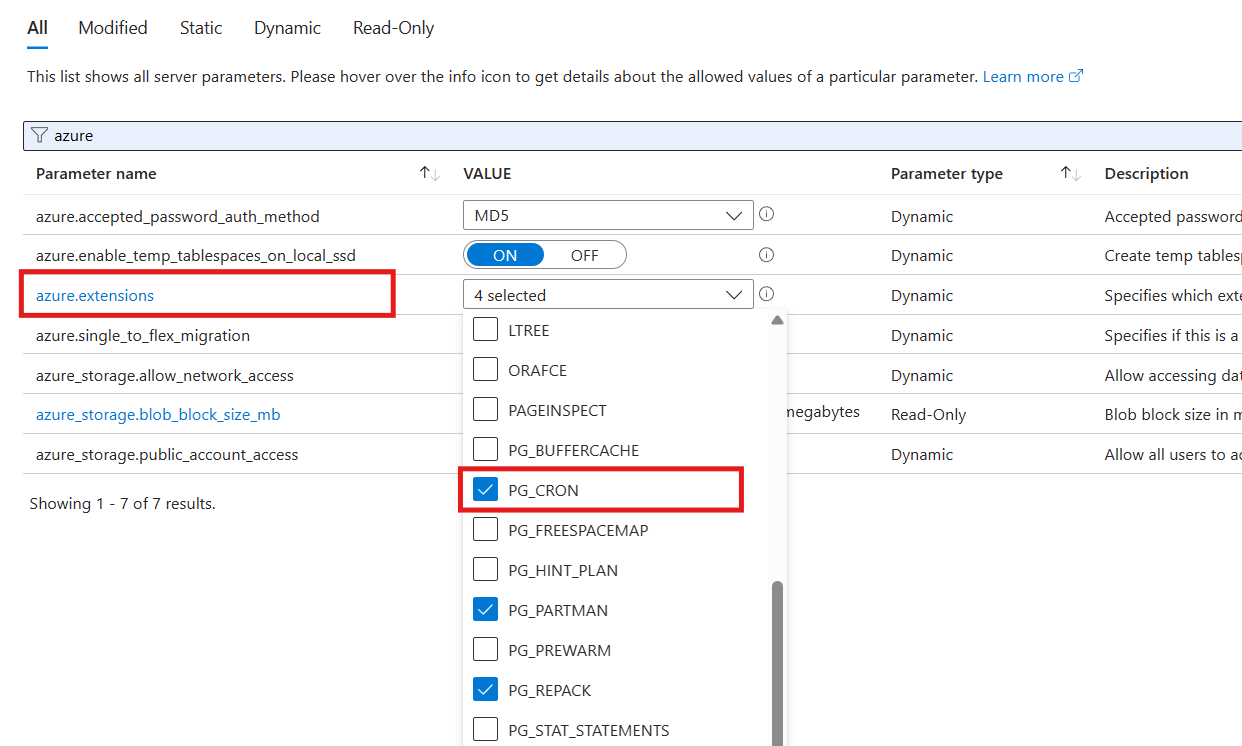 All Modified Static Dynamic Read-Only
This list shows all server parameters. Please hover over the info icon to get details about the allowed values of a particular parameter. Learn more
azure
Parameter name VALUE Parameter type Description
azure.accepted_password_auth_method MD5 Dynamic Accepted password
azure.enable_temp_tablespaces_on_local_ssd ON OFF Dynamic Create temp tables
azure.extensions 4 selected Dynamic Specifies which exte
azure.single_to_flex_migration Dynamic Specifies if this is a
azure_storage.allow_network_access Dynamic Allow accessing dat
azure_storage.blob_block_size_mb megabytes Read-Only Blob block size in m
azure_storage.public_account_access Dynamic Allow all users to ac
Showing 1 - 7 of 7 results.
LTREE
ORAFCE
PAGEINSPECT
PG_BUFFERCACHE
PG_CRON
PG_FREESPACEMAP
PG_HINT_PLAN
PG_PARTMAN
PG_PREWARM
PG_REPACK
PG_STAT_STATEMENTS